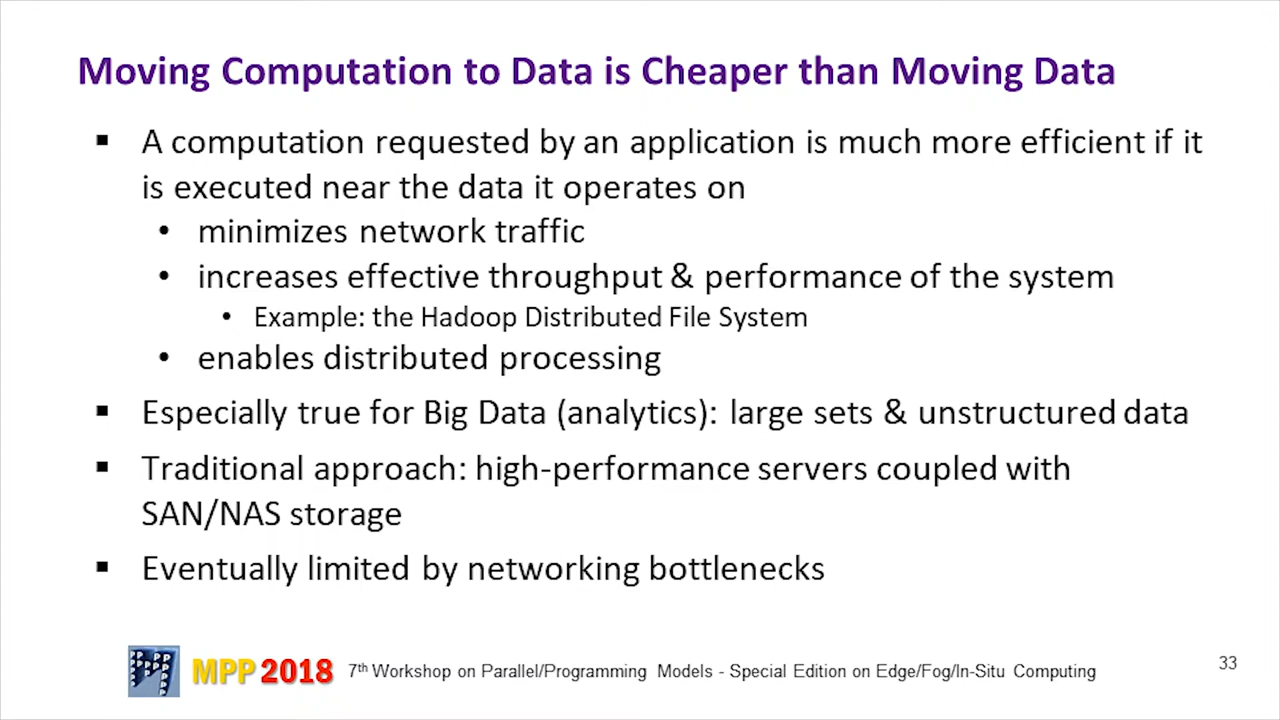 Moving Computation to Data is Cheaper than Moving Data
▪ A computation requested by an application is much more efficient if it
is executed near the data it operates on
• minimizes network traffic
• increases effective throughput & performance of the system
• Example: the Hadoop Distributed File System
• enables distributed processing
▪ Especially true for Big Data (analytics): large sets & unstructured data
▪ Traditional approach: high-performance servers coupled with
SAN/NAS storage
▪ Eventually limited by networking bottlenecks
MPP 2018 7th Workshop on Parallel/Programming Models - Special Edition on Edge/Fog/In-Situ Computing
33